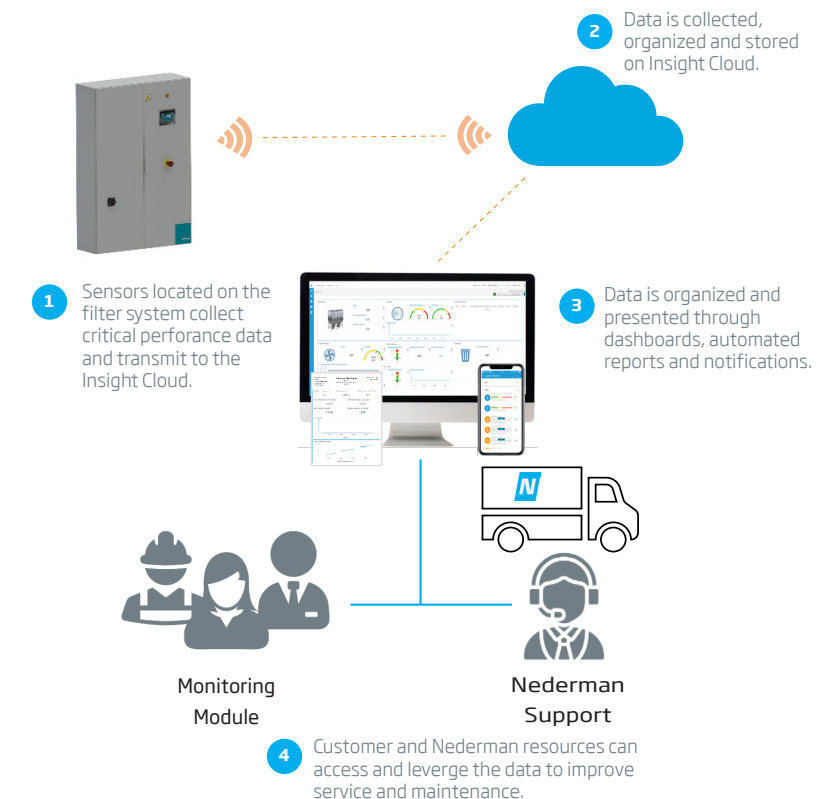 2
Data is collected,
organized and stored
on Insight Cloud.
1
Sensors located on the
filter system collect
critical perforance data
and transmit to the
Insight Cloud.
3
Data is organized and
presented through
dashboards, automated
reports and notifications.
N
Monitoring
Module
Nederman
Support
4
Customer and Nederman resources can
access and leverge the data to improve
service and maintenance.